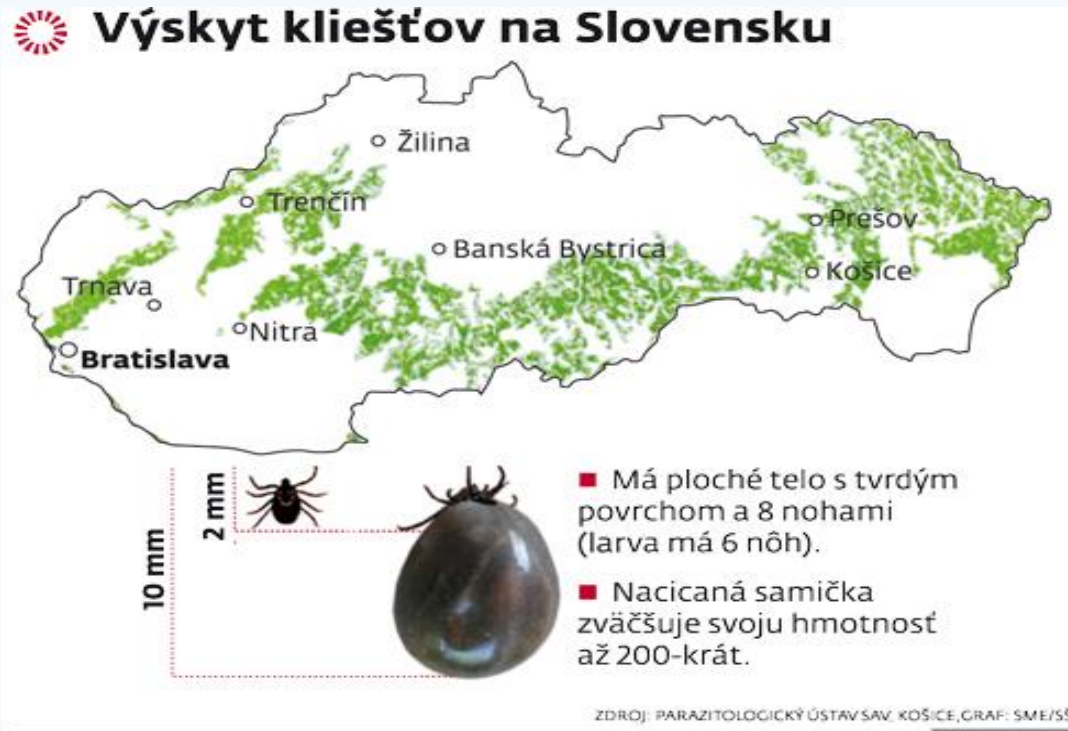 Výskyt kliešťov na Slovensku
Žilina
Trenčín
Prešov
Banská Bystrica
Košice
Trnava
Nitra
Bratislava
2 mm
10 mm
Má ploché telo s tvrdým
povrchom a 8 nohami
(larva má 6 nôh).
Nacicaná samička
zväčšuje svoju hmotnosť
až 200-krát.
ZDROJ: PARAZITOLOGICKÝ ÚSTAV SAV, KOŠICE, GRAF: SME/SŠ